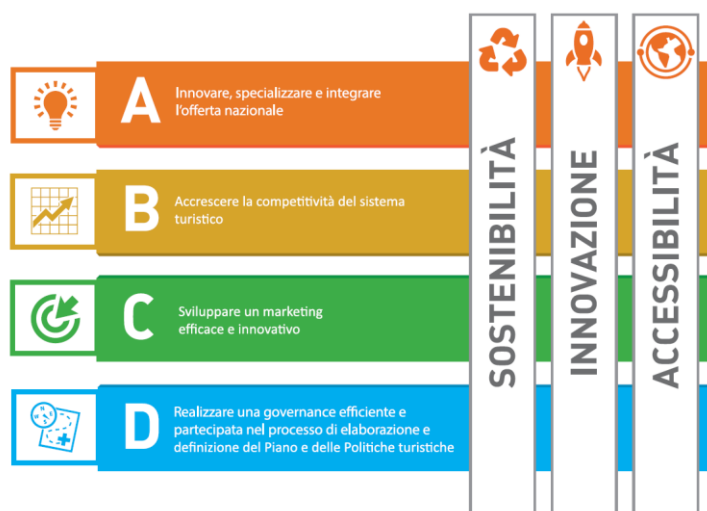 A
Innovare, specializzare e integrare
l'offerta nazionale
B
Accrescere la competitività del sistema
turistico
C
Sviluppare un marketing
efficace e innovativo
D
Realizzare una governance efficiente e
partecipata nel processo di elaborazione e
definizione del Piano e delle Politiche turistiche
SOSTENIBILITÀ
INNOVAZIONE
ACCESSIBILITÀ